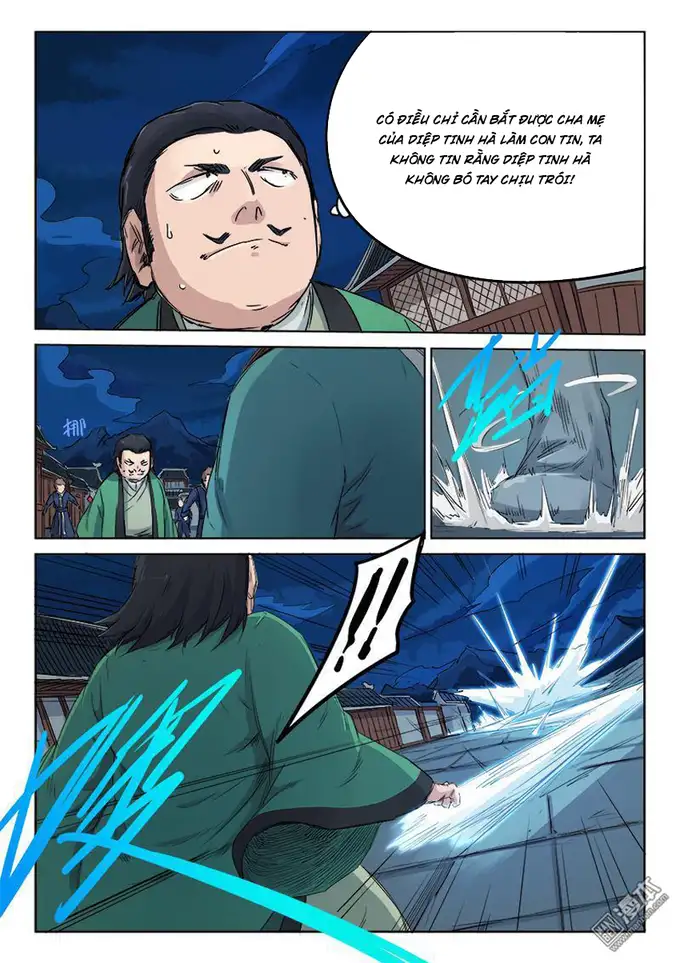 CÓ ĐIỀU CHỈ CẦN BẮT ĐƯỢC CHA MẸ
CỦA DIỆP TINH HÀ LÀM CON TIN, TA
KHÔNG TIN RẰNG DIỆP TINH HÀ
KHÔNG BÓ TAY CHỊU TRÓI!
挪
!!